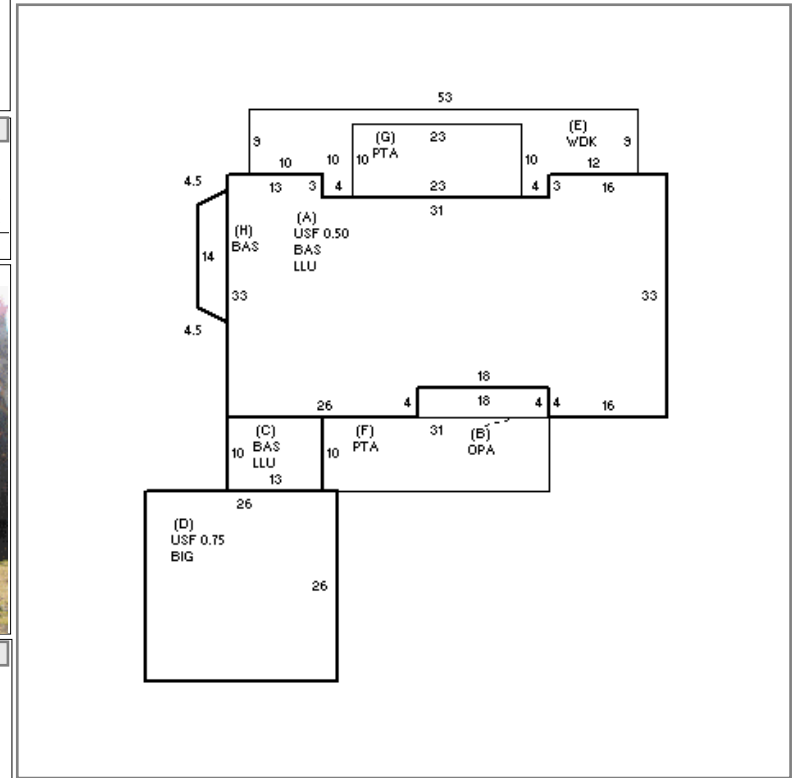 53
9
(G)
PTA
23
(E)
WDK
9
10
10
10
10
12
4.5
13
3
4
23
4
3
16
31
(H)
BAS
(A)
USF 0.50
BAS
LLU
14
33
33
4.5
18
26
4
18
4
4
16
(C)
BAS
LLU
10
13
10
(F)
PTA
31
(B)
OPA
26
(D)
USF 0.75
BIG
26